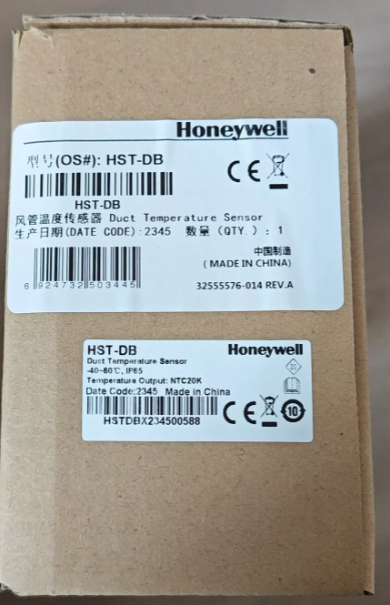 Honeywell
型号(OS#): HST-DB
HST-DB
风管温度传感器 Duct Temperature Sensor
生产日期(DATE CODE):2345 数量 (QTY.) : 1
中国制造
(MADE IN CHINA)
6 924732 503445
32555576-014 REV.A
HST-DB Honeywell
Duct Temperature Sensor
-40~60℃, IP65
Temperature Output: NTC20K
Date Code:2345 Made in China
HSTDBX234500588
10